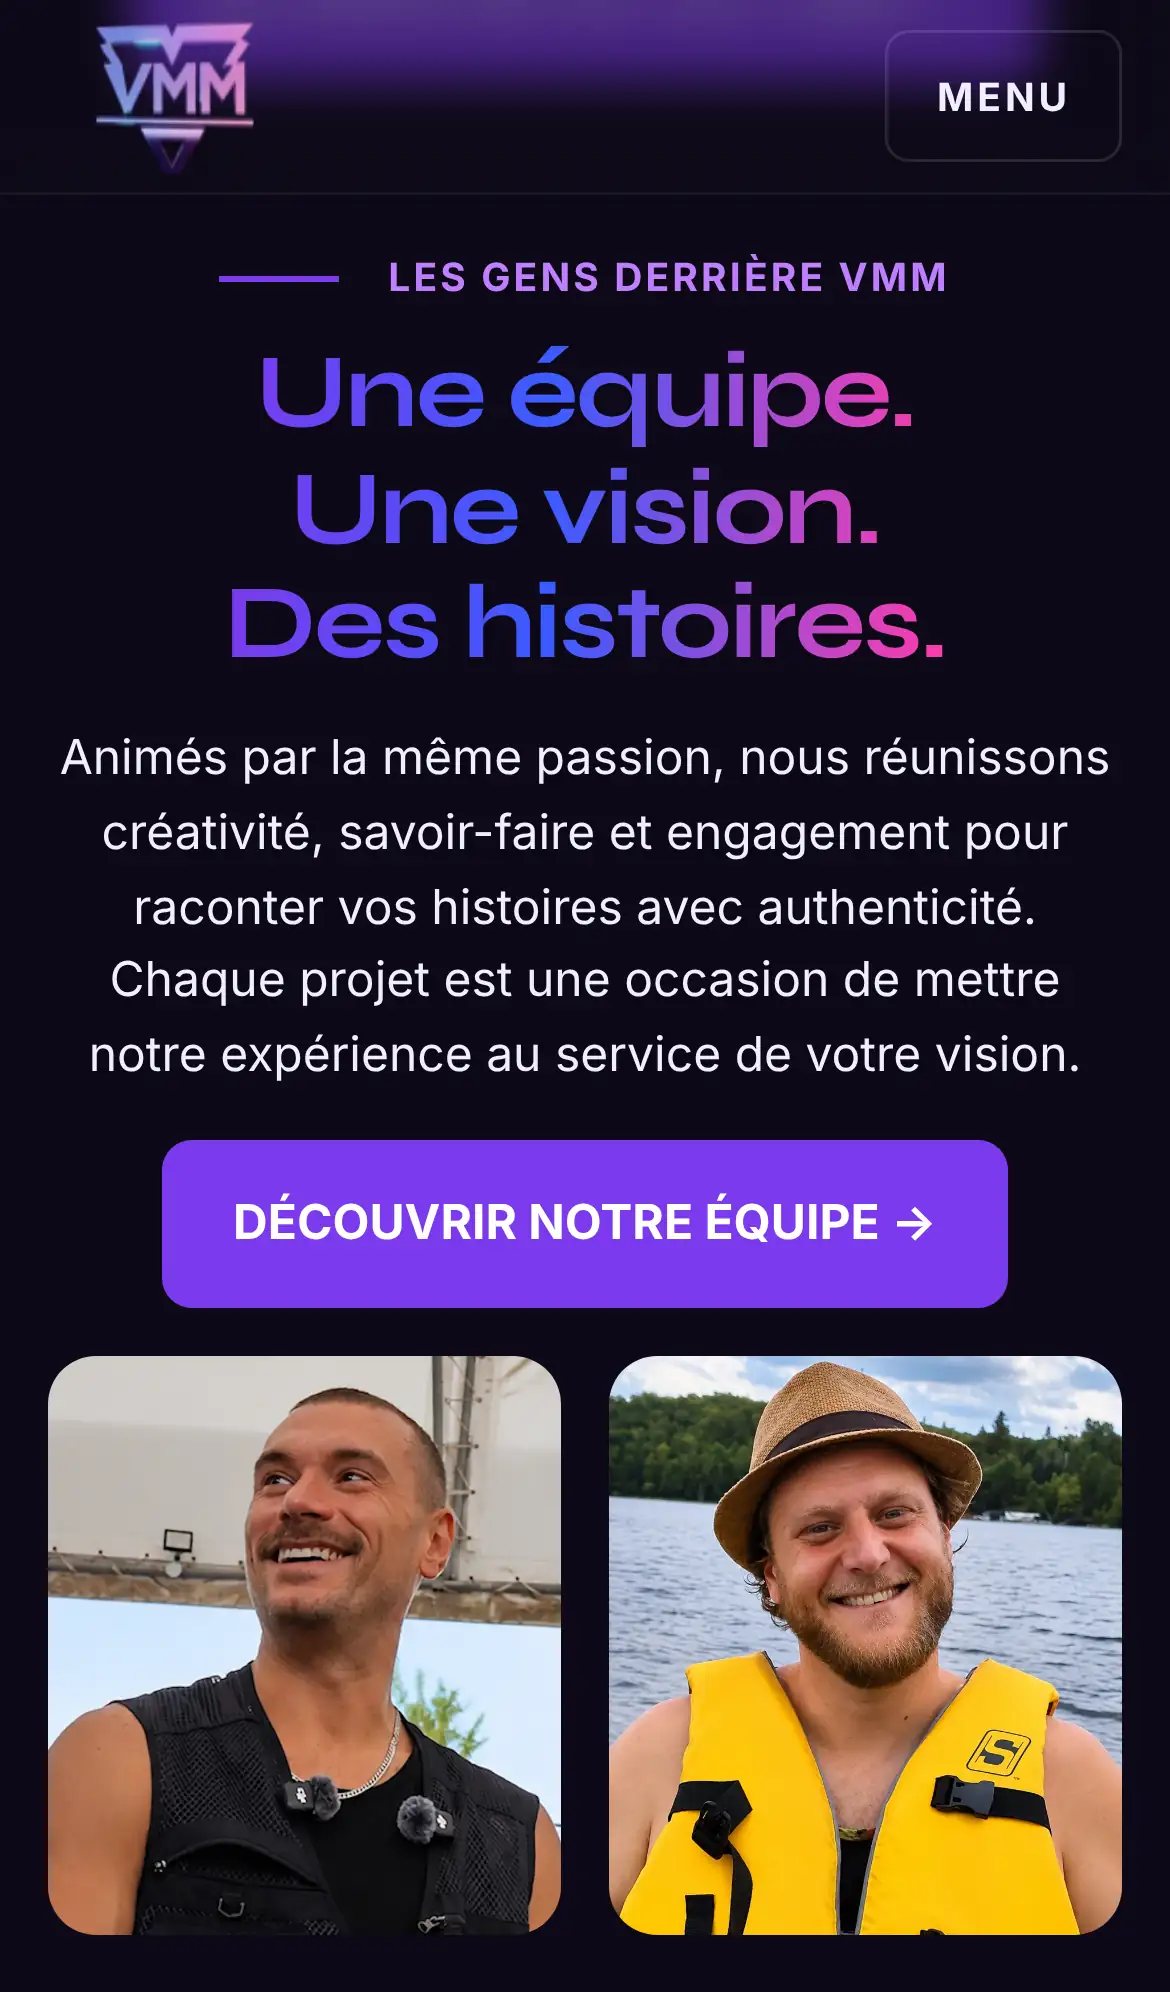 VMM
MENU
LES GENS DERRIÈRE VMM
Une équipe.
Une vision.
Des histoires.
Animés par la même passion, nous réunissons
créativité, savoir-faire et engagement pour
raconter vos histoires avec authenticité.
Chaque projet est une occasion de mettre
notre expérience au service de votre vision.
DÉCOUVRIR NOTRE ÉQUIPE →
S